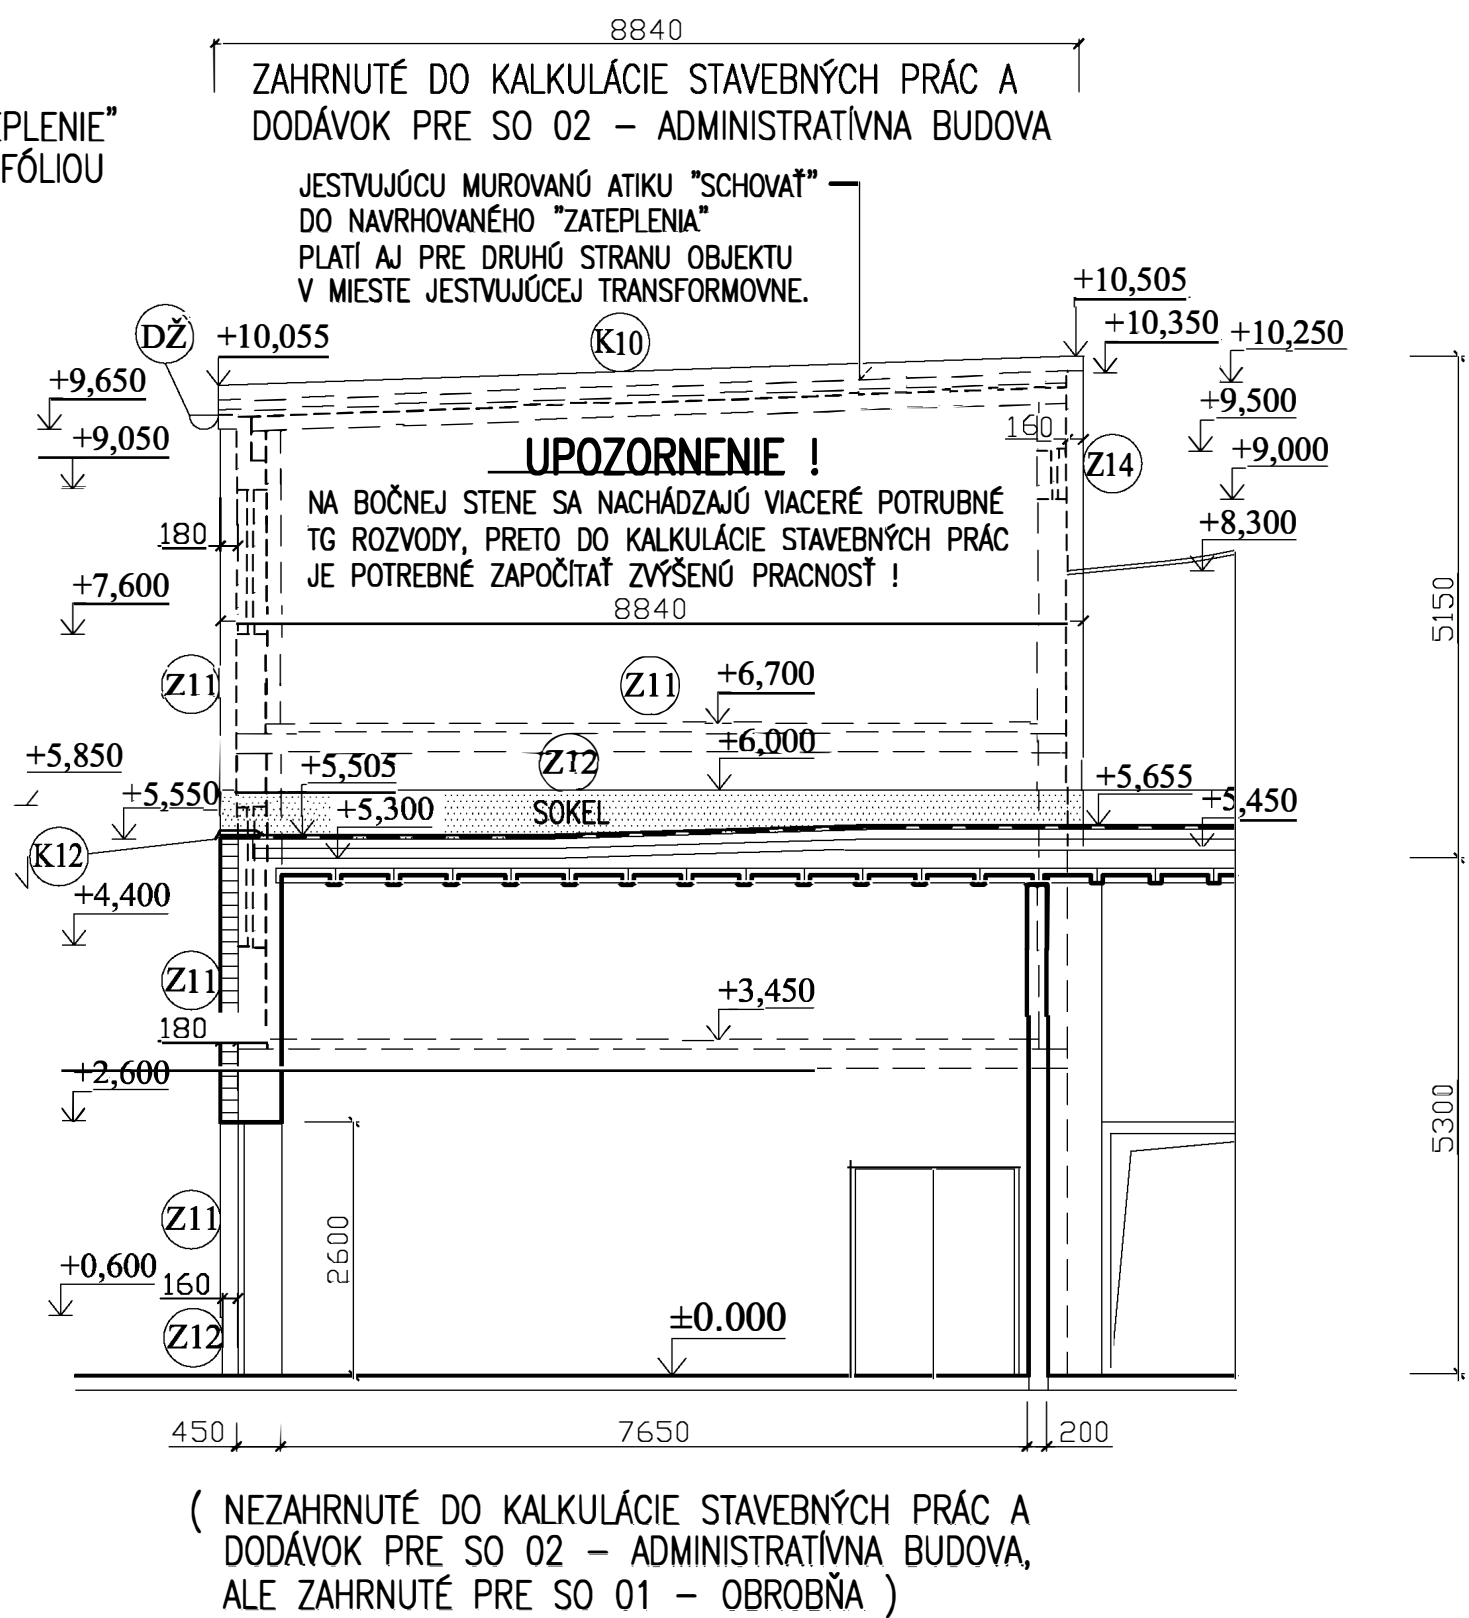 8840
ZAHRNUTÉ DO KALKULÁCIE STAVEBNÝCH PRÁC A
DODÁVOK PRE SO 02 – ADMINISTRATÍVNA BUDOVA
EPLENIE"
FÓLIOU
JESTVUJÚCU MUROVANÚ ATIKU "SCHOVAŤ"
DO NAVRHOVANÉHO "ZATEPLENIA"
PLATÍ AJ PRE DRUHÚ STRANU OBJEKTU
V MIESTE JESTVUJÚCEJ TRANSFORMOVNE.
+10,505
DŽ +10,055 K10 +10,350 +10,250
+9,650
+9,500
+9,050
160
+9,000
Z14
UPOZORNENIE !
NA BOČNEJ STENE SA NACHÁDZAJÚ VIACERÉ POTRUBNÉ
TG ROZVODY, PRETO DO KALKULÁCIE STAVEBNÝCH PRÁC
JE POTREBNÉ ZAPOČÍTAŤ ZVÝŠENÚ PRACNOSŤ !
180
+8,300
+7,600
8840
5150
Z11 Z11 +6,700
+6,000
Z12
+5,850
+5,505
+5,655
+5,550
+5,300
SOKEL
+5,450
K12
+4,400
Z11
+3,450
180
+2,600
5300
Z11
2600
+0,600
160
Z12
±0.000
450 7650 200
( NEZAHRNUTÉ DO KALKULÁCIE STAVEBNÝCH PRÁC A
DODÁVOK PRE SO 02 – ADMINISTRATÍVNA BUDOVA,
ALE ZAHRNUTÉ PRE SO 01 – OBROBŇA )